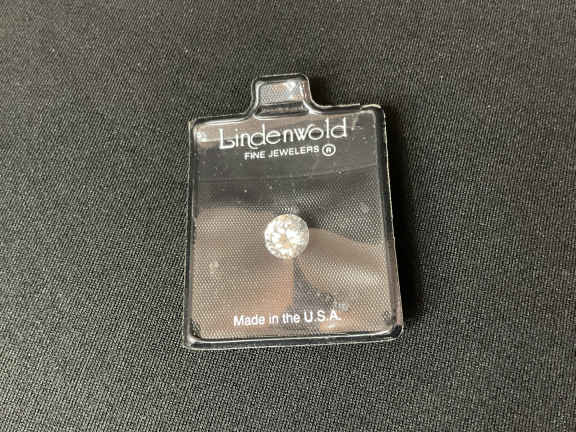 Lindenwold
FINE JEWELERS ®
Made in the U.S.A.